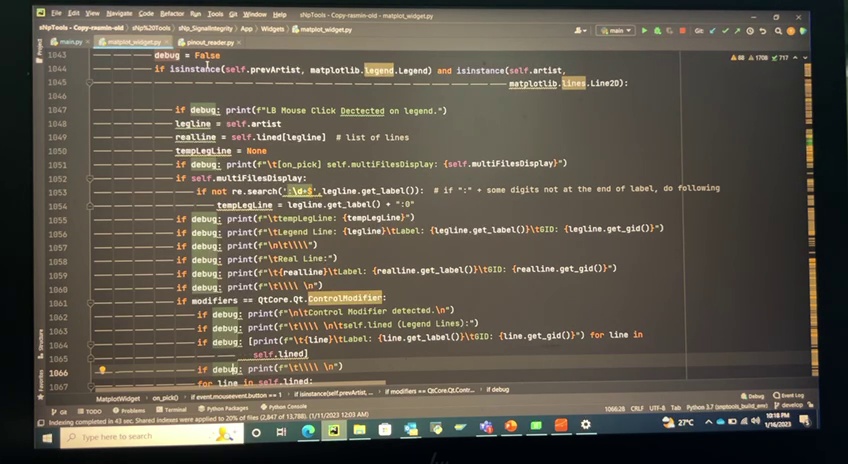 File Edit View Navigate Code Refactor Run Tools Git Window Help
sNpTools - Copy-rasmin-old - matplot_widget.py
sNpTools - Copy-rasmin-old sNp%20Tools sNp_SignalIntegrity App Widgets matplot_widget.py
main Git:
main.py matplot_widget.py pinout_reader.py
Project
88 1708 717
1043 debug = False
1044 if isinstance(self.prevArtist, matplotlib.legend.Legend) and isinstance(self.artist,
1045 matplotlib.lines.Line2D):
1046
1047 if debug: print(f"LB Mouse Click Dectected on legend.")
1048 legline = self.artist
1049 realline = self.lined[legline] # list of lines
1050 tempLegLine = None
1051 if debug: print(f"\t[on_pick] self.multiFilesDisplay: {self.multiFilesDisplay}")
1052 if self.multiFilesDisplay:
1053 if not re.search(':\d+$',legline.get_label()): # if ":" + some digits not at the end of label, do following
1054 tempLegLine = legline.get_label() + ":0"
1055 if debug: print(f"\ttempLegLine: {tempLegLine}")
1056 if debug: print(f"\tLegend Line: {legline}\tLabel: {legline.get_label()}\tGID: {legline.get_gid()}")
1057 if debug: print(f"\n\t\\\\")
1058 if debug: print(f"\tReal Line:")
1059 if debug: print(f"\t{realline}\tLabel: {realline.get_label()}\tGID: {realline.get_gid()}")
1060 if debug: print(f"\t\\\\ \n")
1061 if modifiers == QtCore.Qt.ControlModifier:
1062 if debug: print(f"\n\tControl Modifier detected.\n")
1063 if debug: print(f"\t\\\\ \n\tself.lined (Legend Lines):")
1064 if debug: [print(f"\t{line}\tLabel: {line.get_label()}\tGID: {line.get_gid()}") for line in
1065 self.lined]
1066 if debug: print(f"\t\\\\ \n")
1067 for line in self.lined:
Structure
Favorites
MatplotWidget on_pick() if event.mouseevent.button == 1 if isinstance(self.prevArtist, ... if modifiers == QtCore.Qt.Contr... if debug
Git TODO Problems Terminal Python Packages Python Console Debug Event Log
Indexing completed in 43 sec. Shared indexes were applied to 20% of files (2,847 of 13,788). (1/11/2023 12:03 AM) 1066:28 CRLF UTF-8 Tab Python 3.7 (snptools_build_env) develop
Type here to search 27°C 10:18 PM
1/16/2023